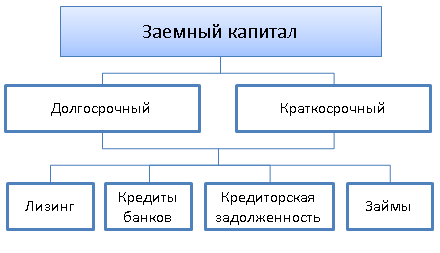 Заемный капитал
Долгосрочный
Краткосрочный
Лизинг
Кредиты
банков
Кредиторская
задолженность
Займы